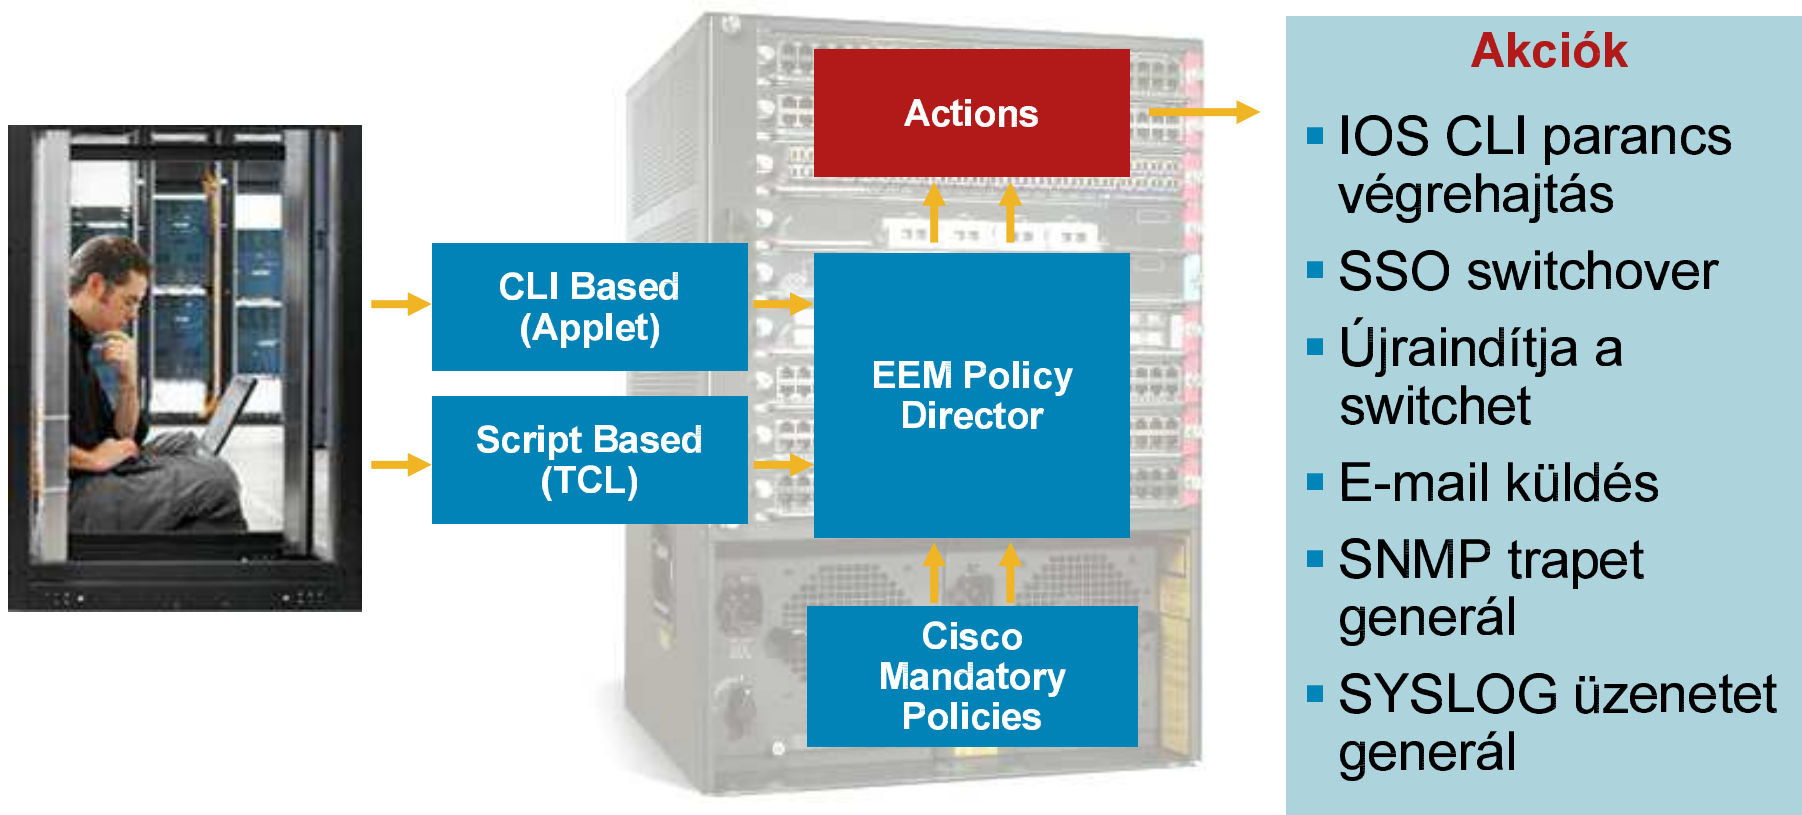 CLI Based
(Applet)
Script Based
(TCL)
Actions
EEM Policy
Director
Cisco
Mandatory
Policies
Akciók
IOS CLI parancs
végrehajtás
SSO switchover
Újraindítja a
switchet
E-mail küldés
SNMP trapet
generál
SYSLOG üzenetet
generál